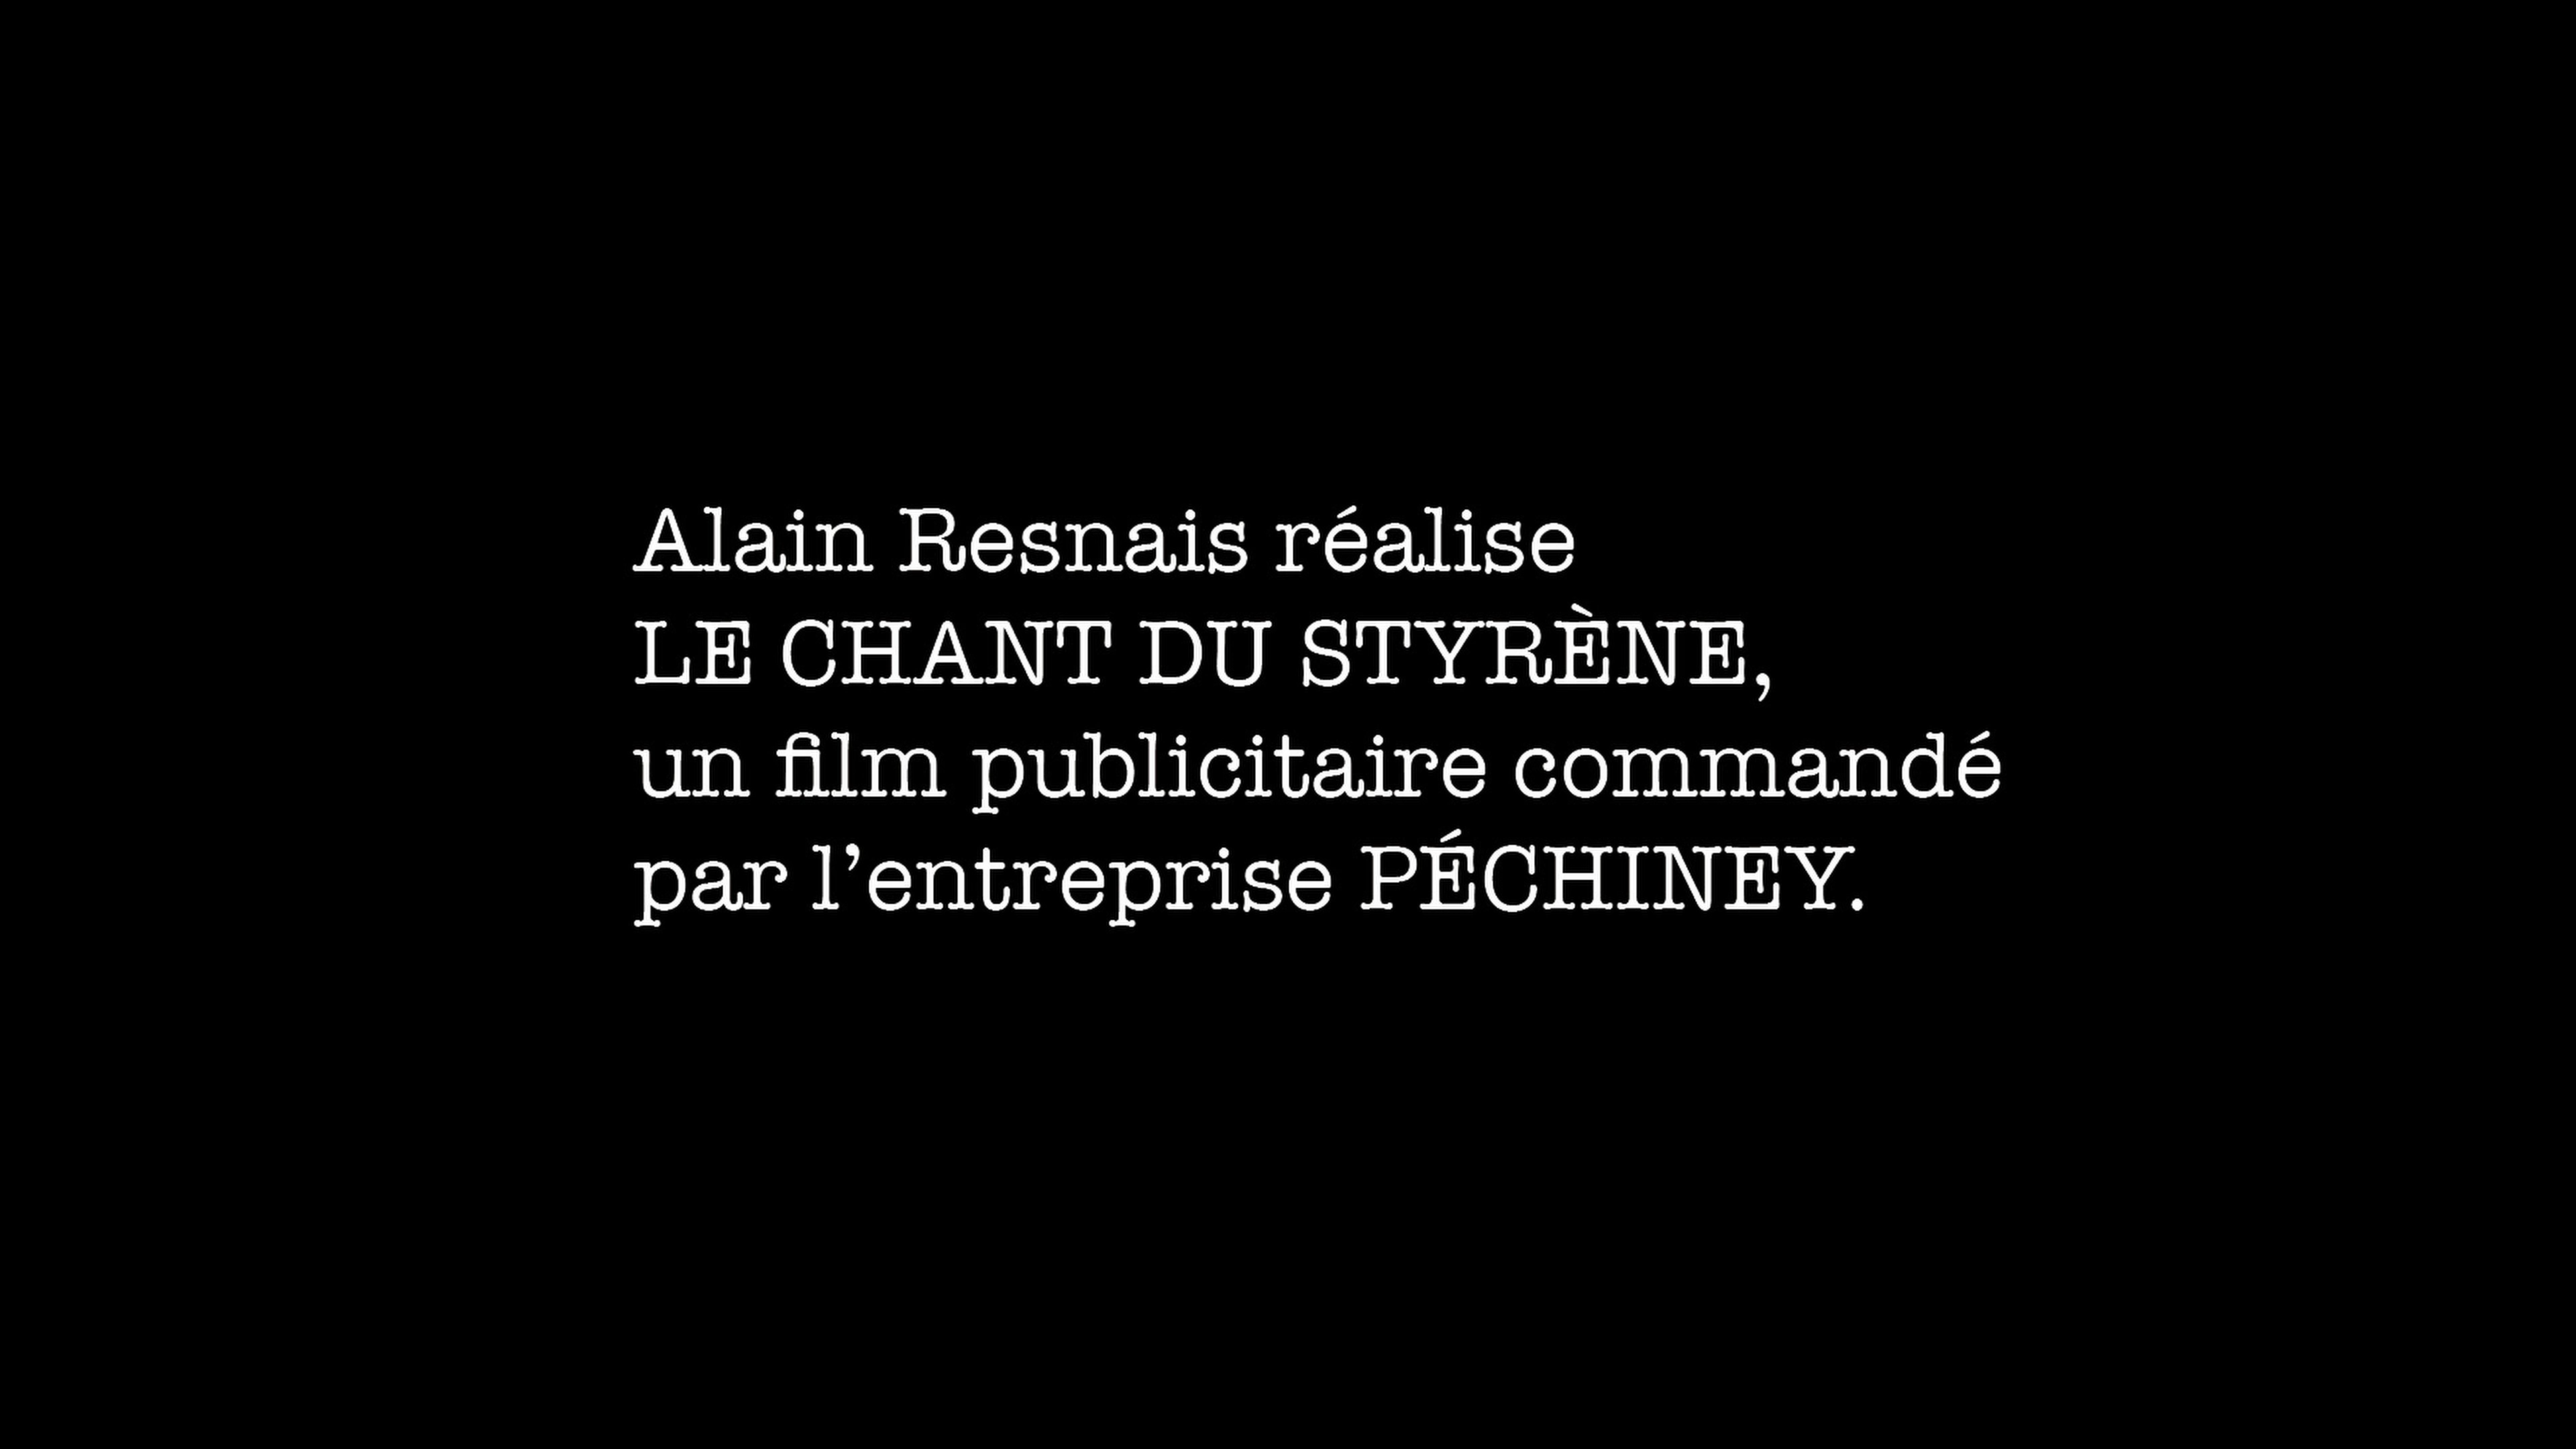 Alain Resnais réalise
LE CHANT DU STYRÈNE,
un film publicitaire commandé
par l’entreprise PÉCHINEY.